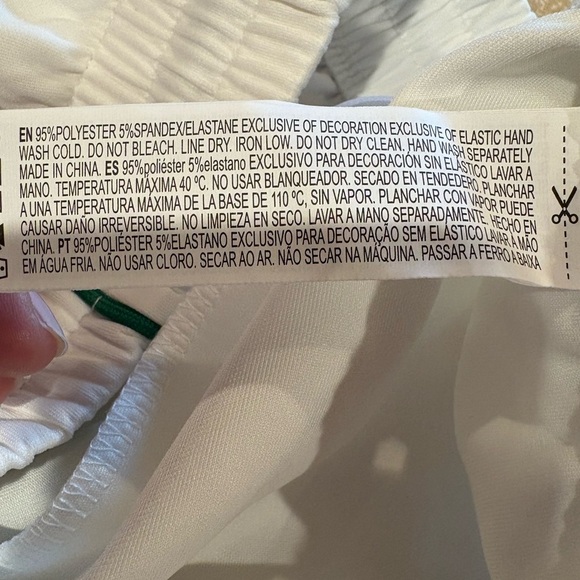 EN 95%POLYESTER 5%SPANDEX/ELASTANE EXCLUSIVE OF DECORATION EXCLUSIVE OF ELASTIC HAND
WASH COLD. DO NOT BLEACH. LINE DRY. IRON LOW. DO NOT DRY CLEAN. HAND WASH SEPARATELY
MADE IN CHINA. ES 95%poliéster 5%elastano EXCLUSIVO PARA DECORACIÓN SIN ELÁSTICO LAVAR A
MANO. TEMPERATURA MÁXIMA 40 °C. NO USAR BLANQUEADOR. SECADO EN TENDEDERO PLANCHAR
A UNA TEMPERATURA MÁXIMA DE LA BASE DE 110 °C, SIN VAPOR. PLANCHAR CON VAPOR PUEDE
CAUSAR DAÑO IRREVERSIBLE. NO LIMPIEZA EN SECO. LAVAR A MANO SEPARADAMENTE. HECHO EN
CHINA. PT 95%POLIÉSTER 5%ELASTANO EXCLUSIVO PARA DECORAÇÃO SEM ELÁSTICO LAVAR A MÃO
EM ÁGUA FRIA. NÃO USAR CLORO. SECAR AO AR. NÃO SECAR NA MÁQUINA. PASSAR A FERRO A BAIXA